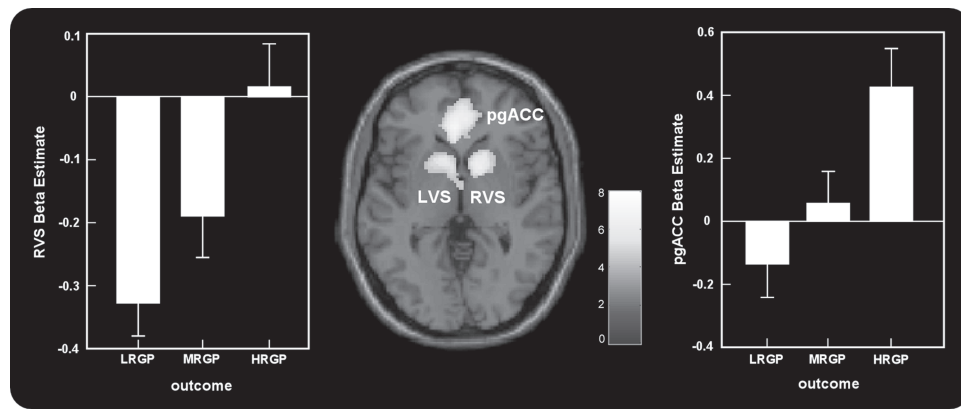 RVS Beta Estimate
0.1
0
-0.1
-0.2
-0.3
-0.4
LRGP MRGP HRGP
outcome
pgACC
LVS RVS
8
6
4
2
0
pgACC Beta Estimate
0.6
0.4
0.2
0
-0.2
-0.4
LRGP MRGP HRGP
outcome